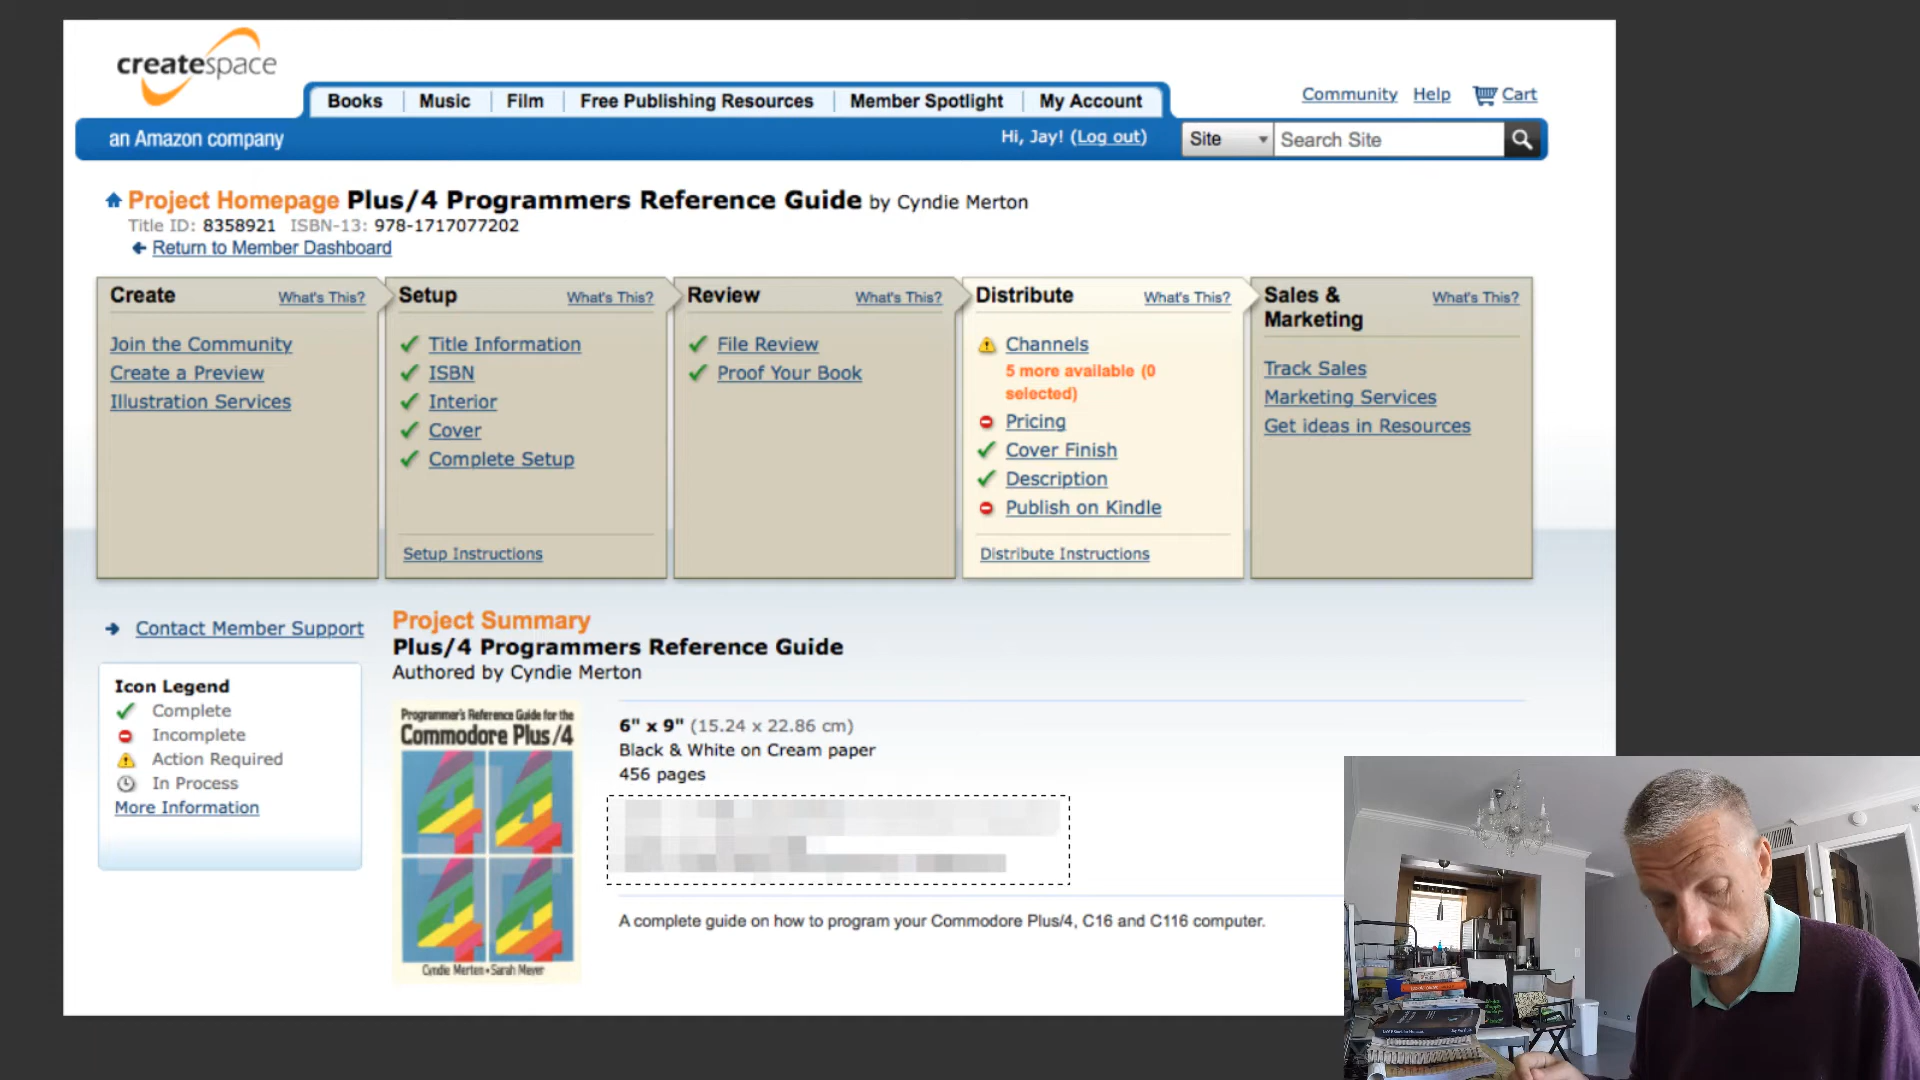 createspace
Books Music Film Free Publishing Resources Member Spotlight My Account
Community Help Cart
an Amazon company
Hi, Jay! (Log out)
Site
Search Site
Project Homepage Plus/4 Programmers Reference Guide by Cyndie Merton
Title ID: 8358921 ISBN-13: 978-1717077202
Return to Member Dashboard
Create What's This?
Join the Community
Create a Preview
Illustration Services
Setup What's This?
Title Information
ISBN
Interior
Cover
Complete Setup
Setup Instructions
Review What's This?
File Review
Proof Your Book
Distribute What's This?
Channels
5 more available (0
selected)
Pricing
Cover Finish
Description
Publish on Kindle
Distribute Instructions
Sales &
Marketing
What's This?
Track Sales
Marketing Services
Get ideas in Resources
Contact Member Support
Icon Legend
Complete
Incomplete
Action Required
In Process
More Information
Project Summary
Plus/4 Programmers Reference Guide
Authored by Cyndie Merton
Programmer's Reference Guide for the
Commodore Plus/4
Cyndie Merten • Sarah Meyer
6" x 9" (15.24 x 22.86 cm)
Black & White on Cream paper
456 pages
A complete guide on how to program your Commodore Plus/4, C16 and C116 computer.